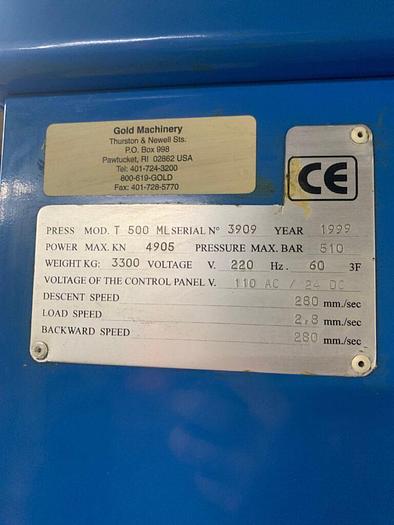 Gold Machinery
Thurston & Newell Sts.
P.O. Box 998
Pawtucket, RI 02862 USA
Tel: 401-724-3200
800-619-GOLD
Fax: 401-728-5770
CE
PRESS MOD. T 500 ML SERIAL N° 3909 YEAR 1999
POWER MAX. KN 4905 PRESSURE MAX. BAR 510
WEIGHT KG: 3300 VOLTAGE V. 220 Hz. 60 3F
VOLTAGE OF THE CONTROL PANEL V. 110 AC / 24 DC
DESCENT SPEED 280 mm./sec
LOAD SPEED 2,8 mm./sec
BACKWARD SPEED 280 mm./sec